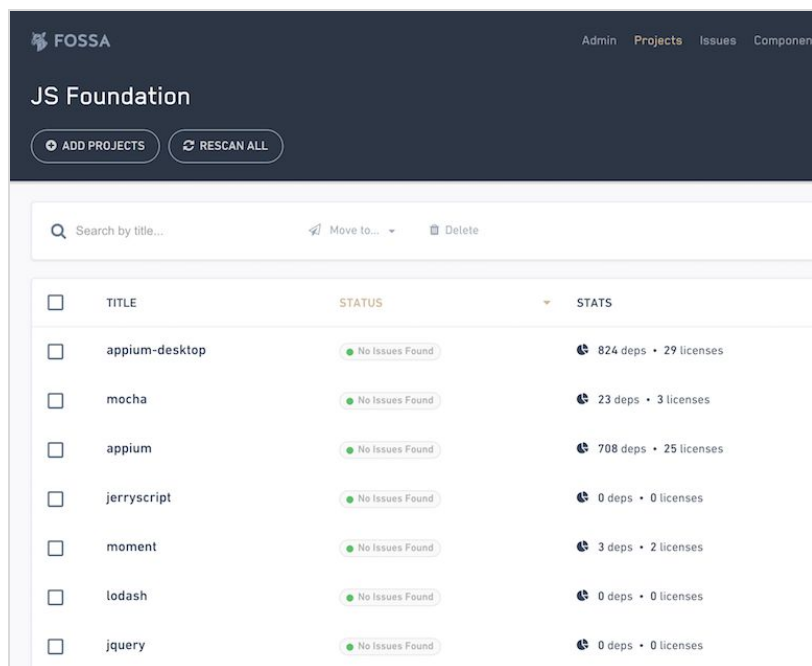 FOSSA
Admin Projects Issues Componen
JS Foundation
ADD PROJECTS RESCAN ALL
Search by title... Move to... Delete
TITLE STATUS STATS
appium-desktop No Issues Found 824 deps • 29 licenses
mocha No Issues Found 23 deps • 3 licenses
appium No Issues Found 708 deps • 25 licenses
jerryscript No Issues Found 0 deps • 0 licenses
moment No Issues Found 3 deps • 2 licenses
lodash No Issues Found 0 deps • 0 licenses
jquery No Issues Found 0 deps • 0 licenses